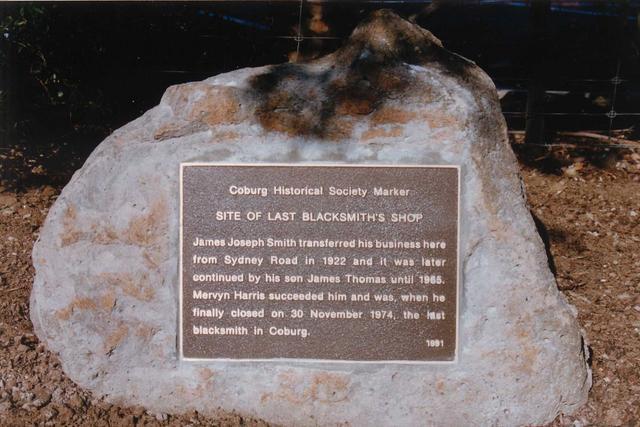 Coburg Historical Society Marker
SITE OF LAST BLACKSMITH'S SHOP
James Joseph Smith transferred his business here
from Sydney Road in 1922 and it was later
continued by his son James Thomas until 1965.
Mervyn Harris succeeded him and was, when he
finally closed on 30 November 1974, the last
blacksmith in Coburg.
1991